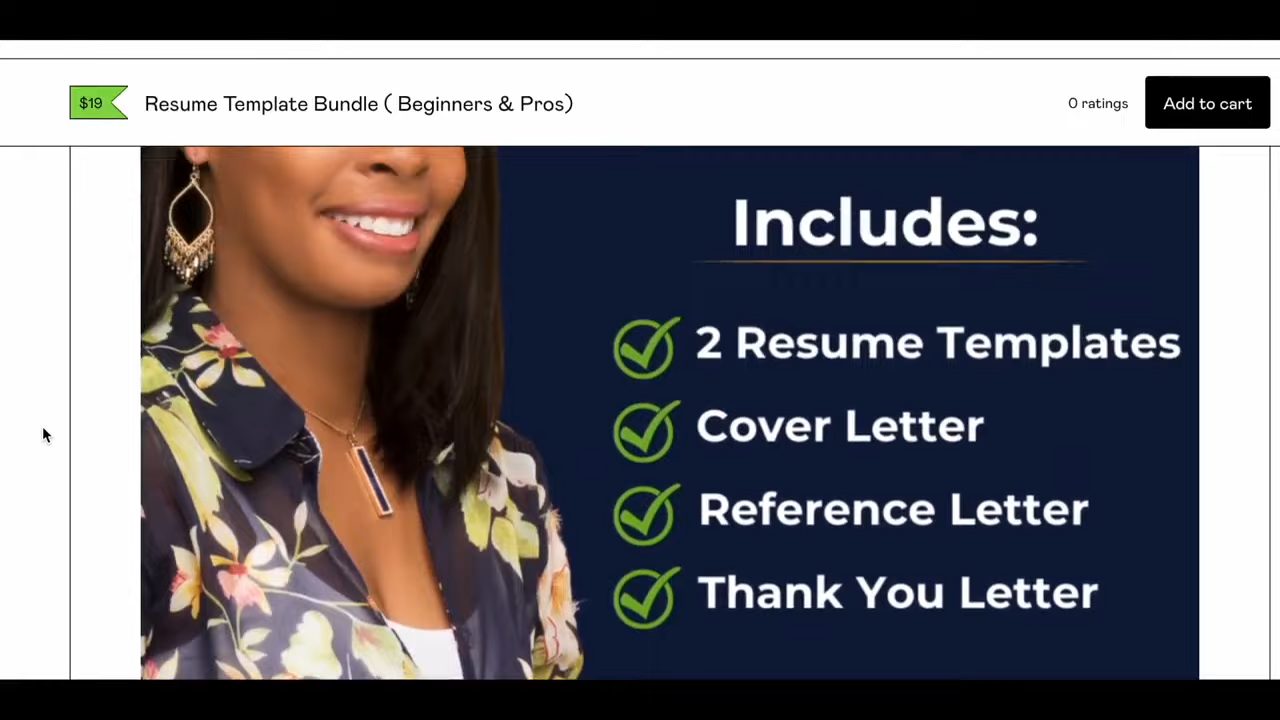 $19
Resume Template Bundle ( Beginners & Pros)
0 ratings
Add to cart
Includes:
2 Resume Templates
Cover Letter
Reference Letter
Thank You Letter